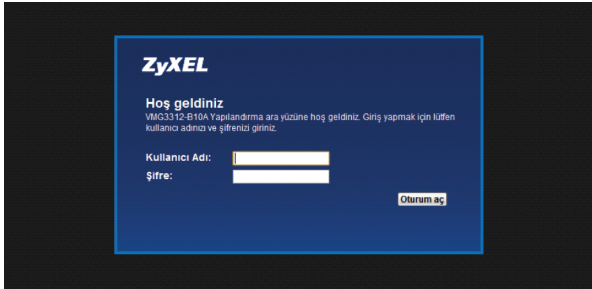 ZyXEL
Hoş geldiniz
VMG3312-B10A Yapılandırma ara yüzüne hoş geldiniz. Giriş yapmak için lütfen
kullanıcı adınızı ve şifrenizi giriniz.
Kullanıcı Adı:
Şifre:
Oturum aç